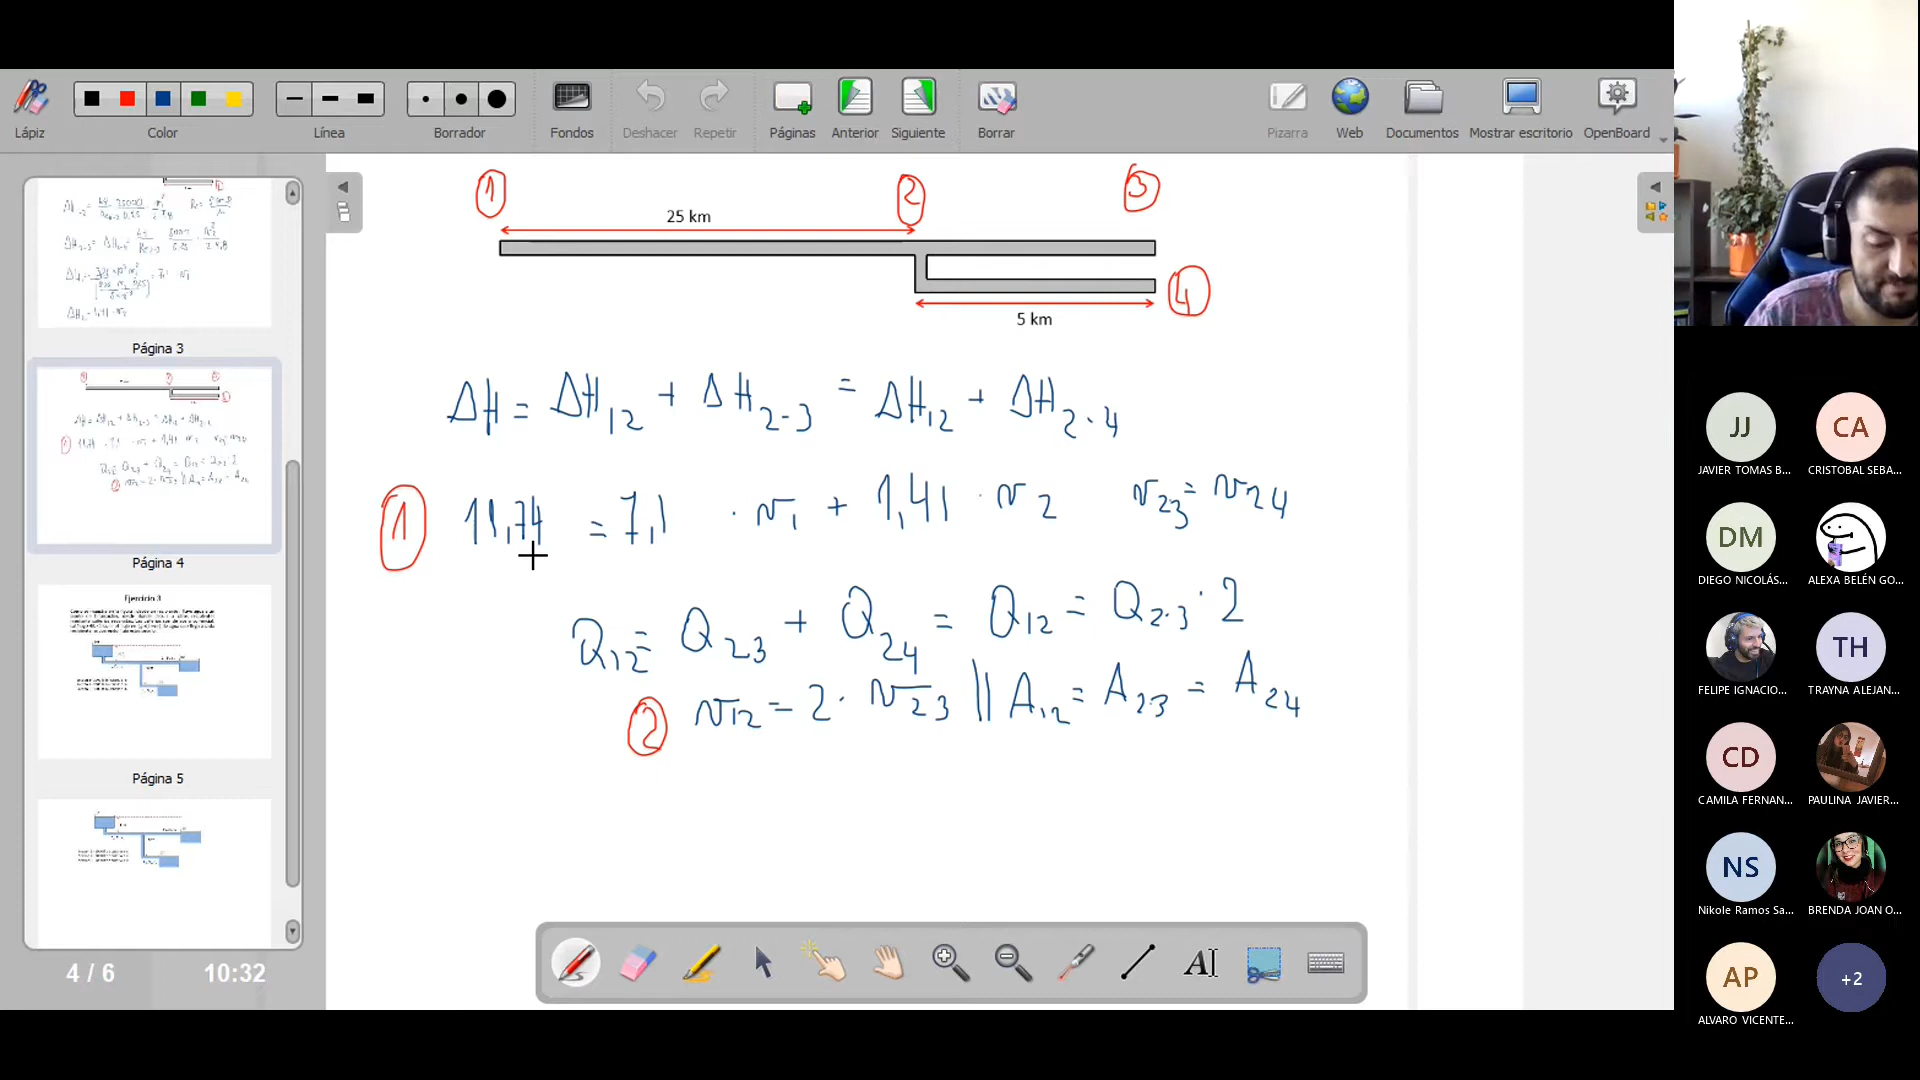 Lápiz
Color
Línea
Borrador
Fondos
Deshacer
Repetir
Páginas
Anterior
Siguiente
Borrar
Pizarra
Web
Documentos
Mostrar escritorio
OpenBoard
Página 3
Página 4
Ejercicio 3
Página 5
4 / 6
10:32
1
2
3
25 km
4
5 km
ΔH = ΔH12 + ΔH2-3 = ΔH12 + ΔH2-4
1 11,74 = 7,1 · v1 + 1,41 · v2 v23 = v24
Q12 = Q23 + Q24 = Q12 = Q2-3 · 2
2 v12 = 2 · v23 || A12 = A23 = A24
JJ
JAVIER TOMAS B...
CA
CRISTOBAL SEBA...
DM
DIEGO NICOLÁS...
ALEXA BELÉN GO...
FELIPE IGNACIO...
TH
TRAYNA ALEJAN...
CD
CAMILA FERNAN...
PAULINA JAVIER...
NS
Nikole Ramos Sa...
BRENDA JOAN O...
AP
ALVARO VICENTE...
+2